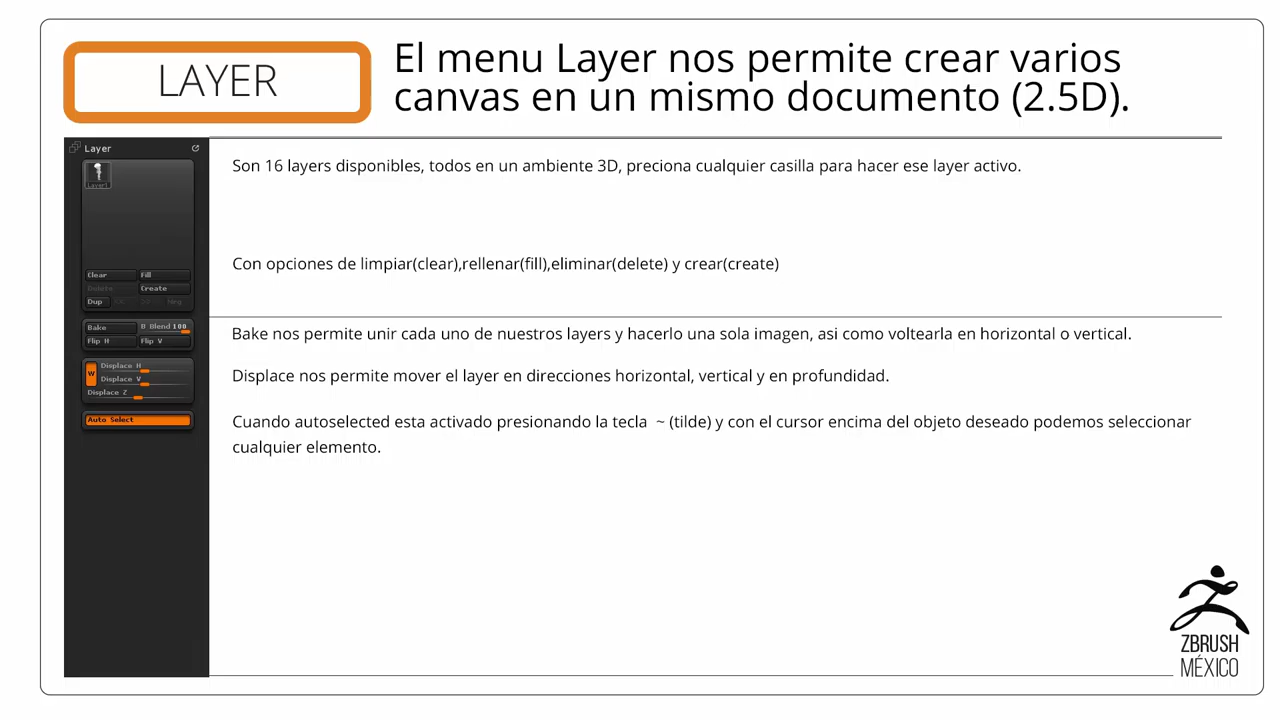 LAYER
El menu Layer nos permite crear varios
canvas en un mismo documento (2.5D).
Layer
Layer1
Clear Fill
Delete Create
Dup
Bake B Blend 100
Flip H Flip V
W Displace H
Displace V
Displace Z
Auto Select
Son 16 layers disponibles, todos en un ambiente 3D, preciona cualquier casilla para hacer ese layer activo.
Con opciones de limpiar(clear),rellenar(fill),eliminar(delete) y crear(create)
Bake nos permite unir cada uno de nuestros layers y hacerlo una sola imagen, asi como voltearla en horizontal o vertical.
Displace nos permite mover el layer en direcciones horizontal, vertical y en profundidad.
Cuando autoselected esta activado presionando la tecla ~ (tilde) y con el cursor encima del objeto deseado podemos seleccionar
cualquier elemento.
ZBRUSH
MÉXICO